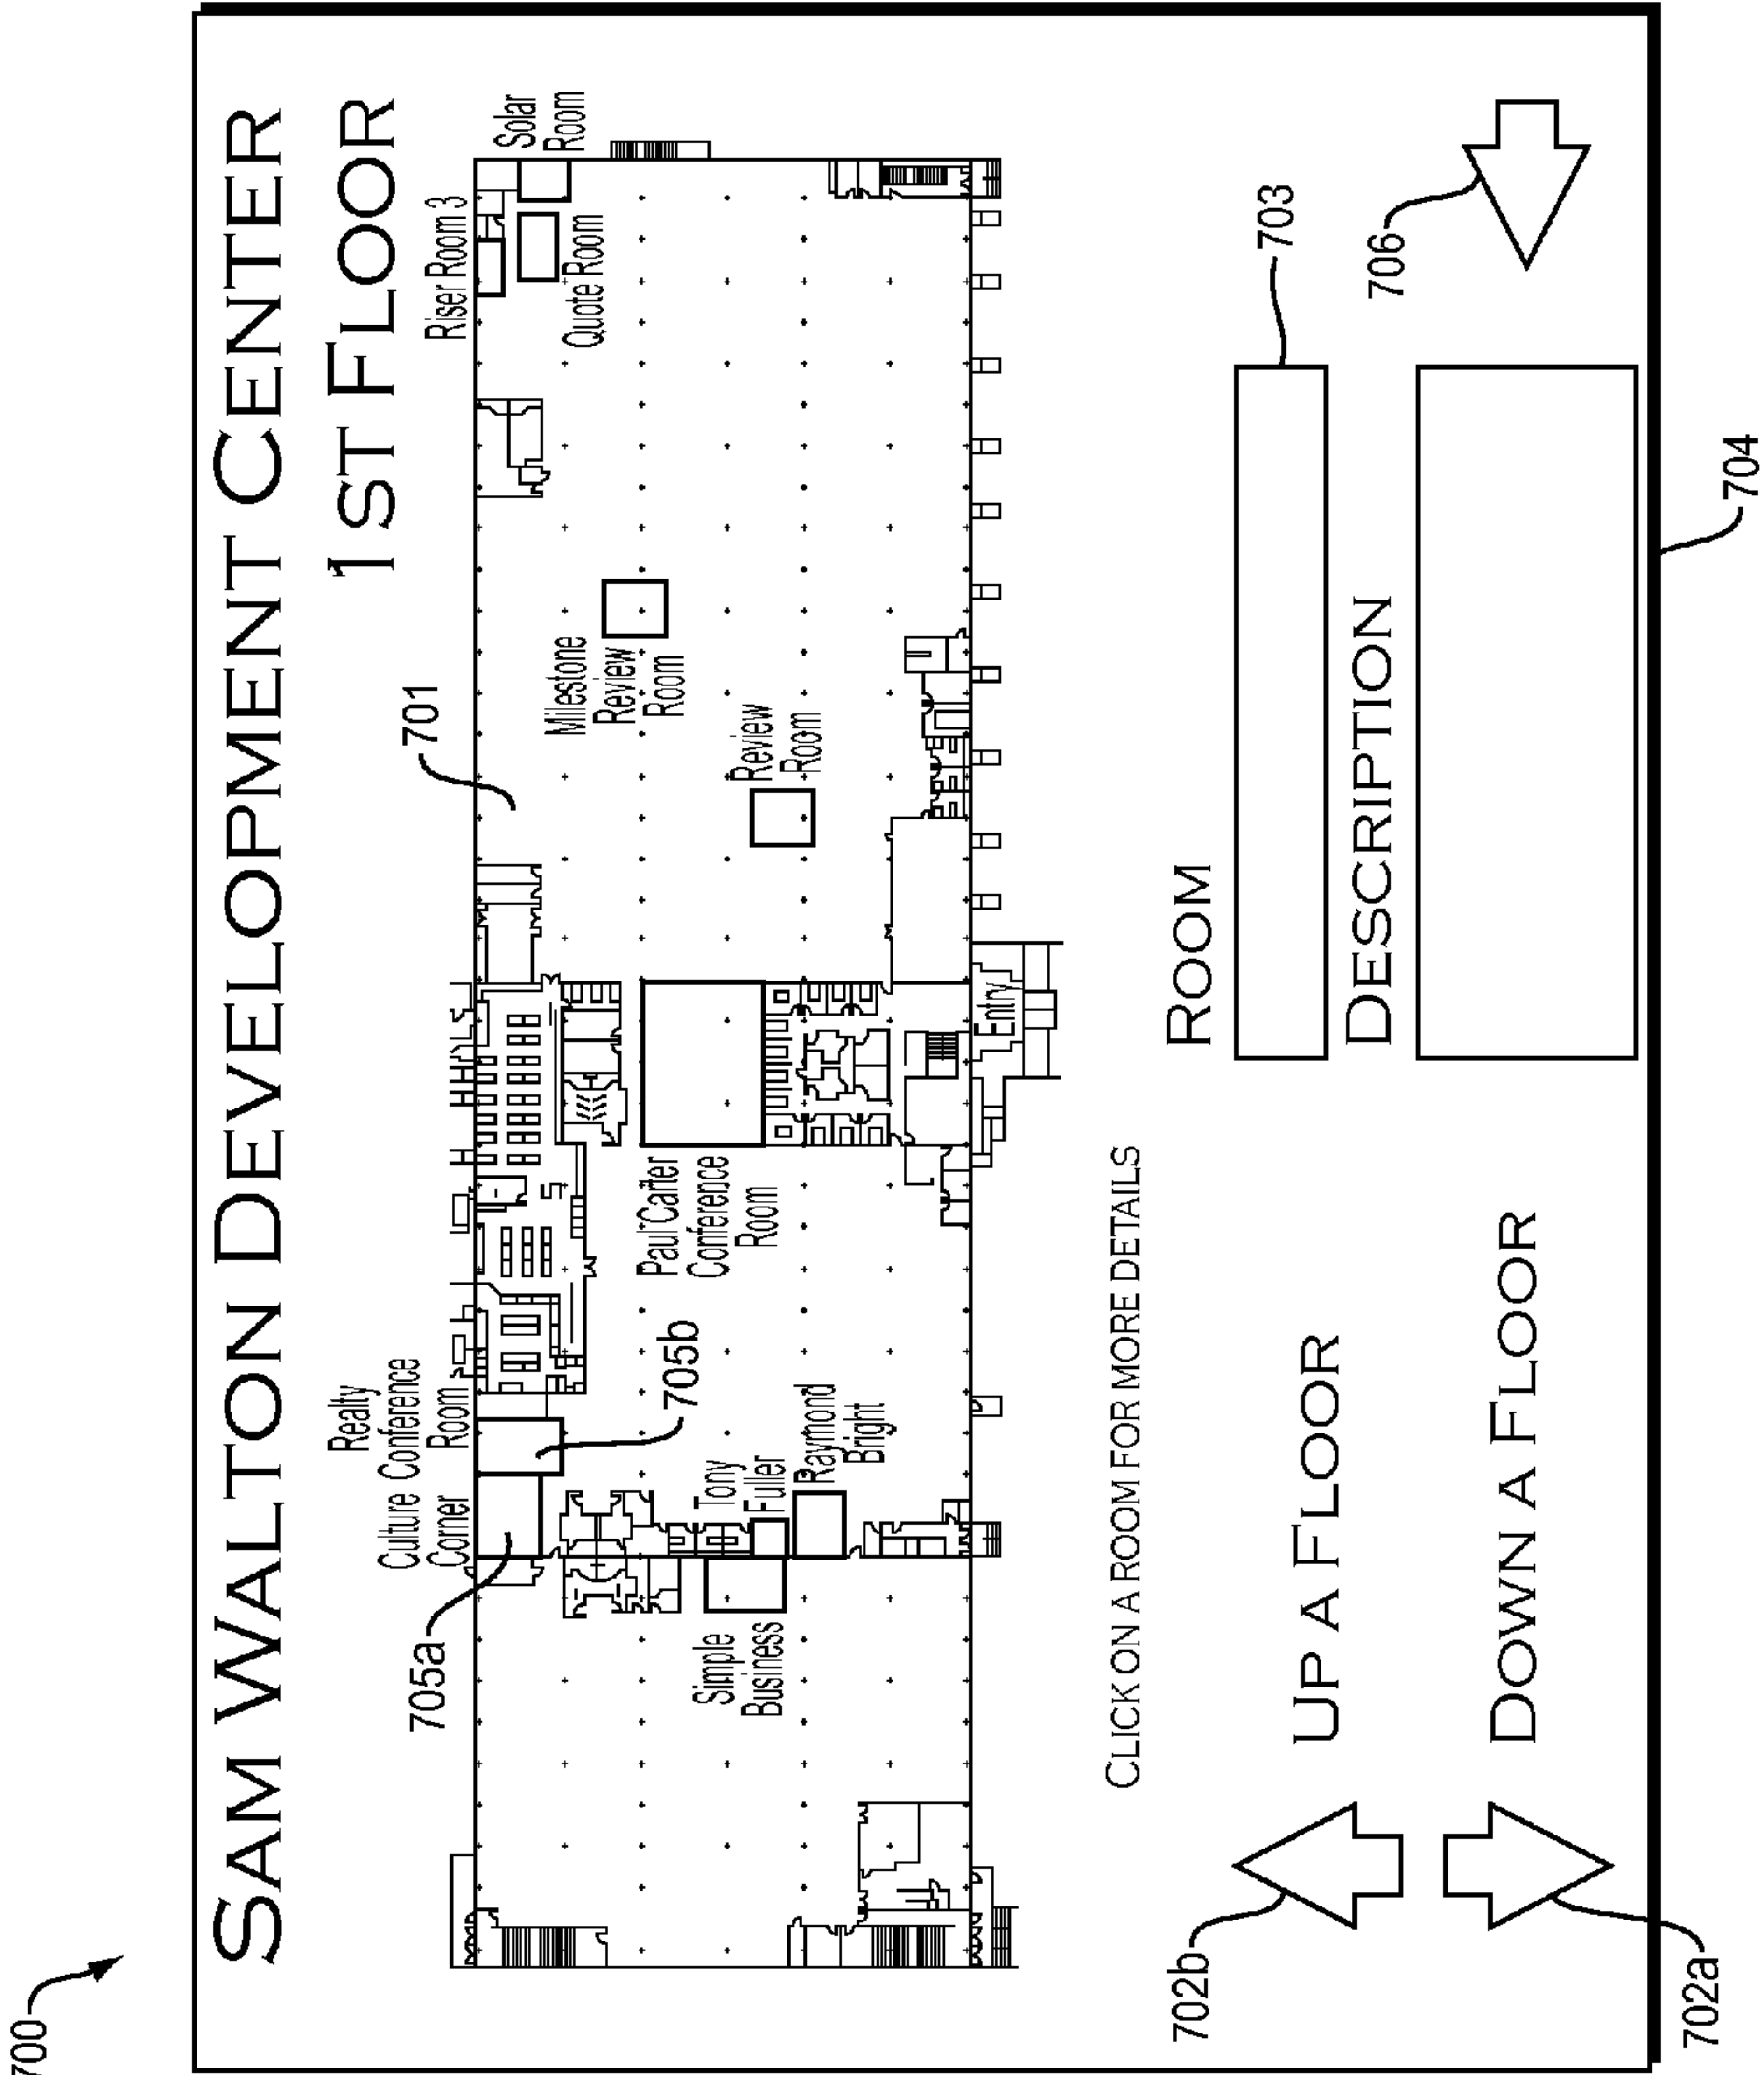 700
SAM WALTON DEVELOPMENT CENTER
1ST FLOOR
Realty
Culture Conference
Corner Room
705a
705b
701
Riser Room 3
Solar
Room
Quote Room
Milestone
Review
Room
Review
Room
Paul Carter
Conference
Room
Tony
Fuller
Raymond
Bright
Simple
Business
Entry
CLICK ON A ROOM FOR MORE DETAILS
702b
UP A FLOOR
702a
DOWN A FLOOR
ROOM
703
DESCRIPTION
704
706